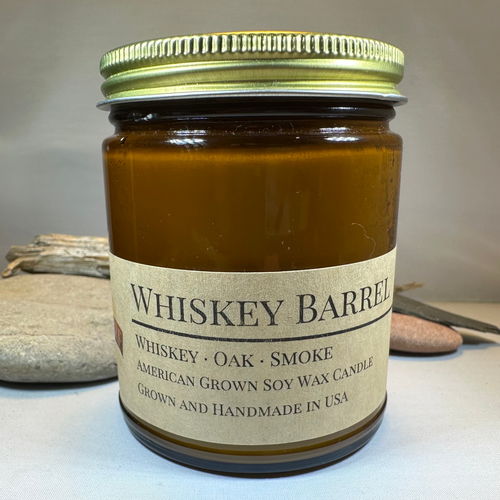 Whiskey Barrel
Whiskey · Oak · Smoke
American Grown Soy Wax Candle
Grown and Handmade in USA